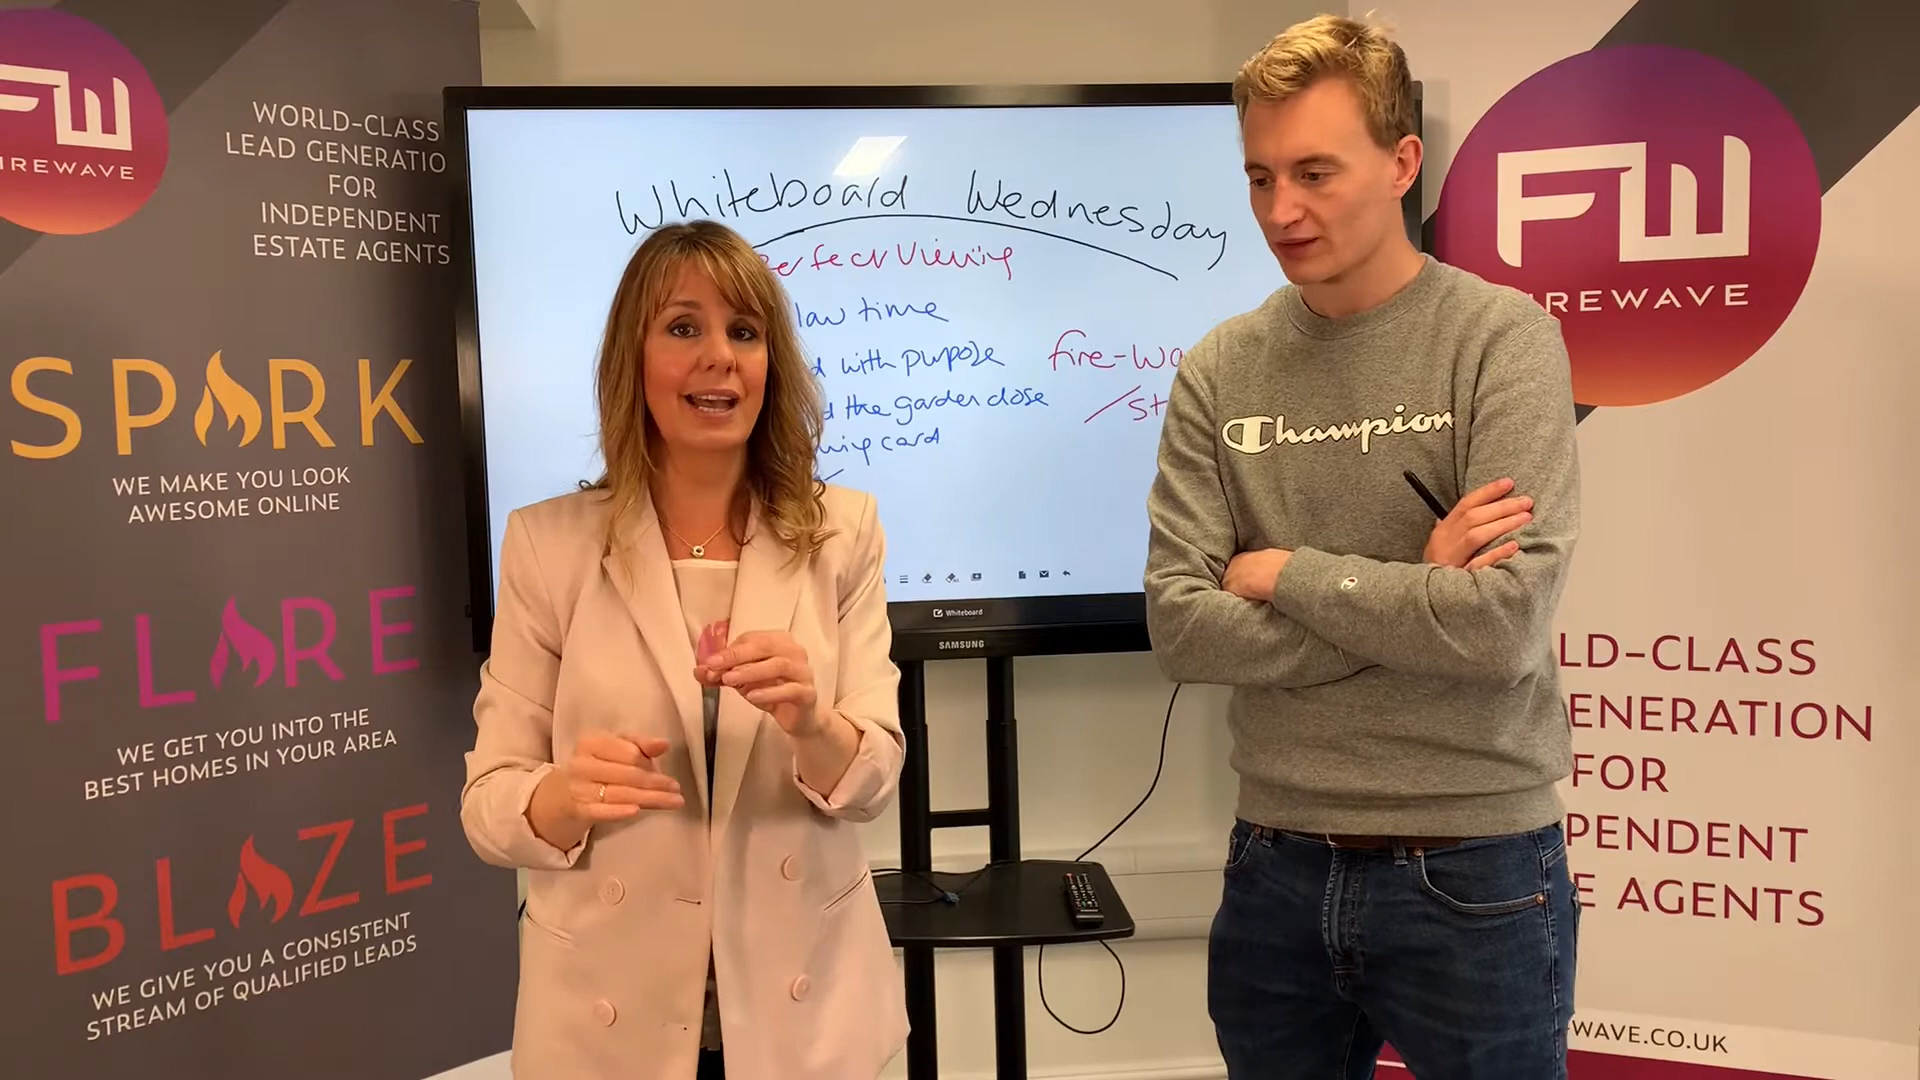 FW
IREWAVE
WORLD-CLASS
LEAD GENERATIO
FOR
INDEPENDENT
ESTATE AGENTS
SPARK
WE MAKE YOU LOOK
AWESOME ONLINE
FLARE
WE GET YOU INTO THE
BEST HOMES IN YOUR AREA
BLAZE
WE GIVE YOU A CONSISTENT
STREAM OF QUALIFIED LEADS
Whiteboard Wednesday
Perfect Viewing
time
with purpose
the garden close
card
fire-wa
/st
Whiteboard
SAMSUNG
Champion
FW
IREWAVE
LD-CLASS
ENERATION
FOR
PENDENT
E AGENTS
-WAVE.CO.UK